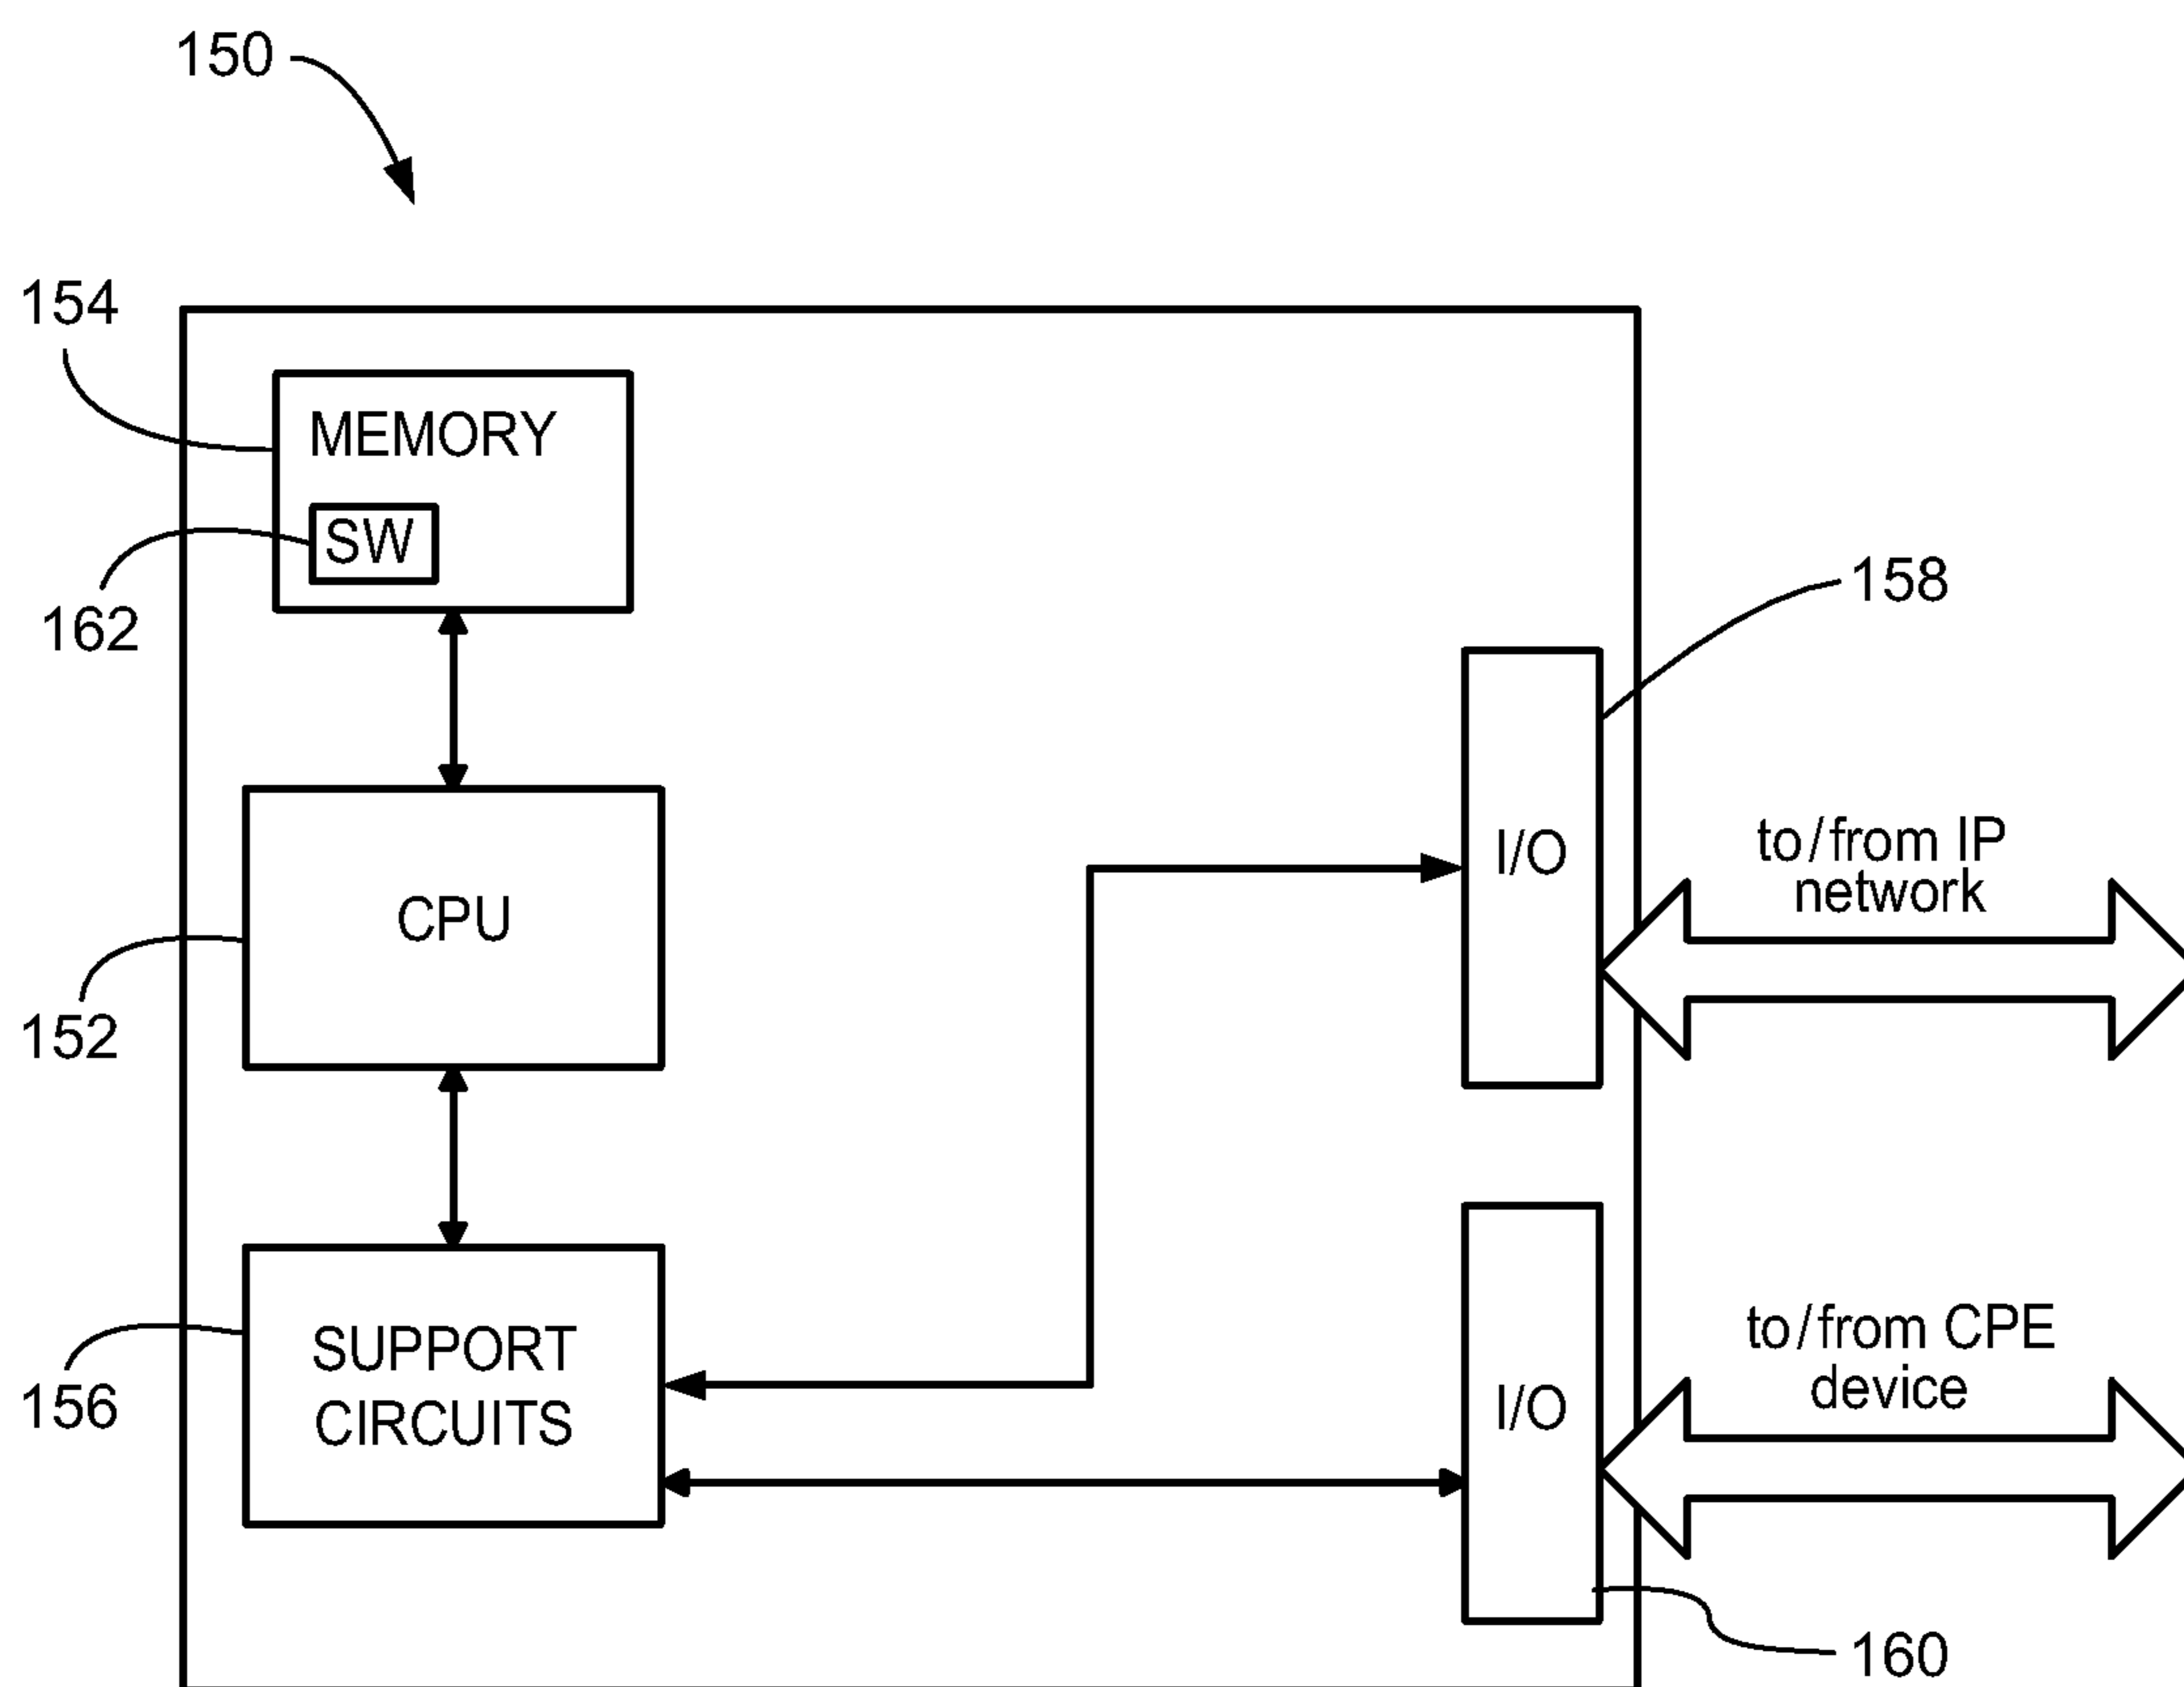 150
154
MEMORY
SW
162
158
I/O
to/from IP
network
CPU
152
SUPPORT
CIRCUITS
156
I/O
to/from CPE
device
160